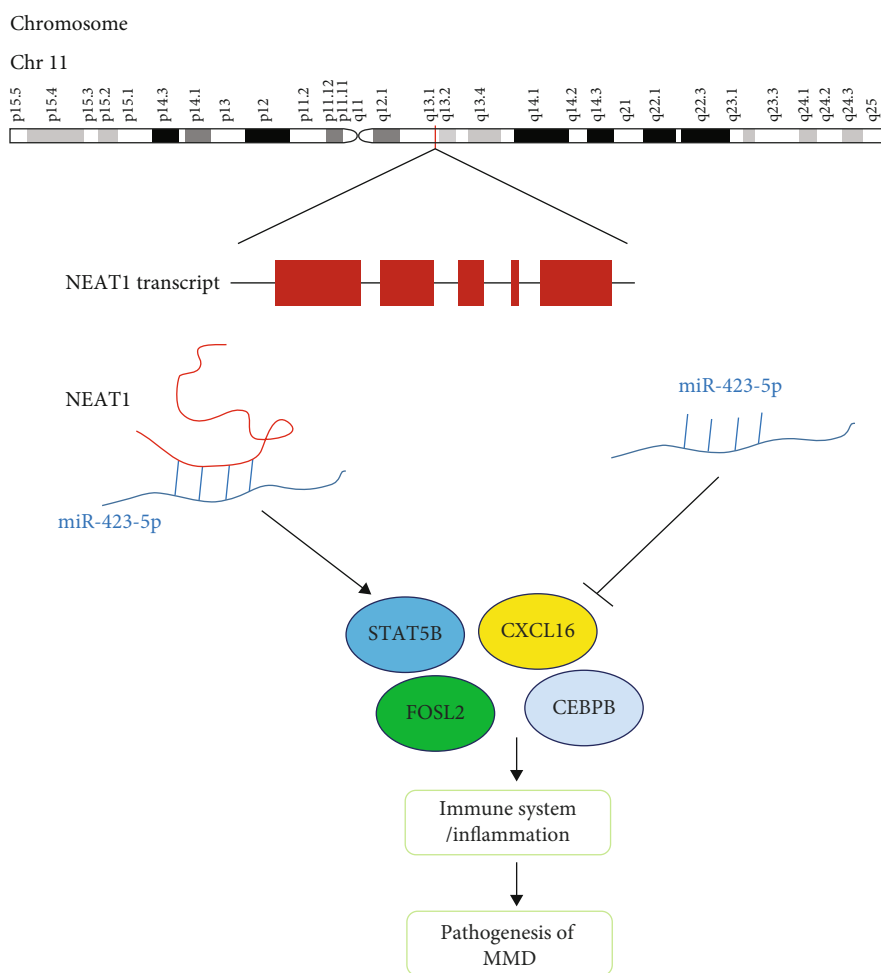 Chromosome
Chr 11
p15.5 p15.4 p15.3 p15.2 p15.1 p14.3 p14.1 p13 p12 p11.2 p11.12 p11.11 q11 q12.1 q13.1 q13.2 q13.4 q14.1 q14.2 q14.3 q21 q22.1 q22.3 q23.1 q23.3 q24.1 q24.2 q24.3 q25
NEAT1 transcript
NEAT1
miR-423-5p
miR-423-5p
STAT5B
CXCL16
FOSL2
CEBPB
Immune system
/inflammation
Pathogenesis of
MMD